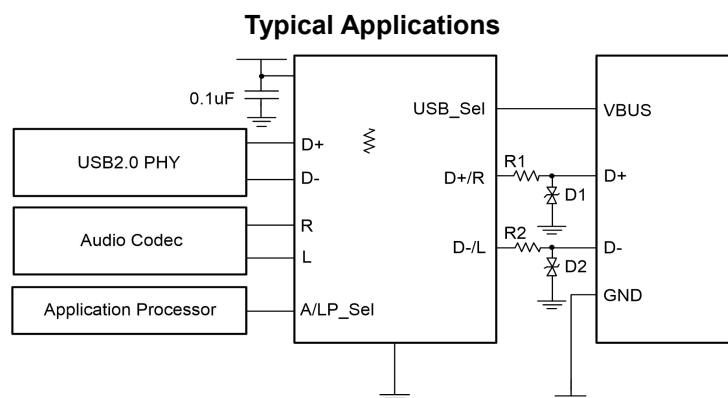 Typical Applications
0.1uF
USB_Sel
VBUS
USB2.0 PHY
D+
D-
D+/R
R1
D+
D1
Audio Codec
R
L
D-/L
R2
D-
D2
Application Processor
A/LP_Sel
GND